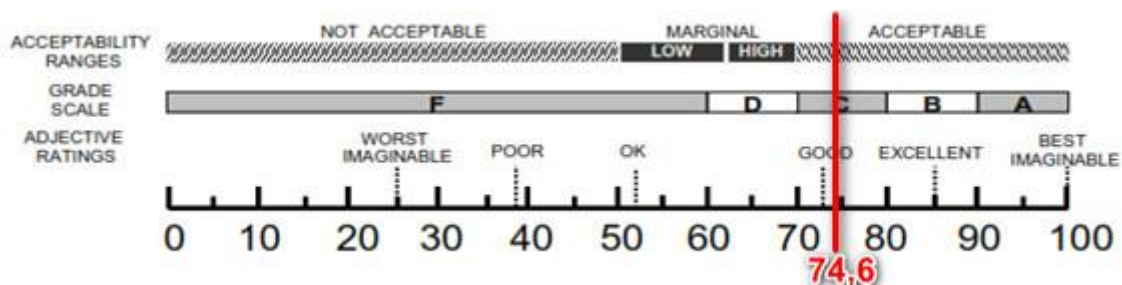 NOT ACCEPTABLE MARGINAL ACCEPTABLE
ACCEPTABILITY
RANGES
LOW HIGH
GRADE
SCALE
F D C B A
ADJECTIVE
RATINGS
WORST
IMAGINABLE
POOR OK GOOD EXCELLENT
BEST
IMAGINABLE
0 10 20 30 40 50 60 70 80 90 100
74,6